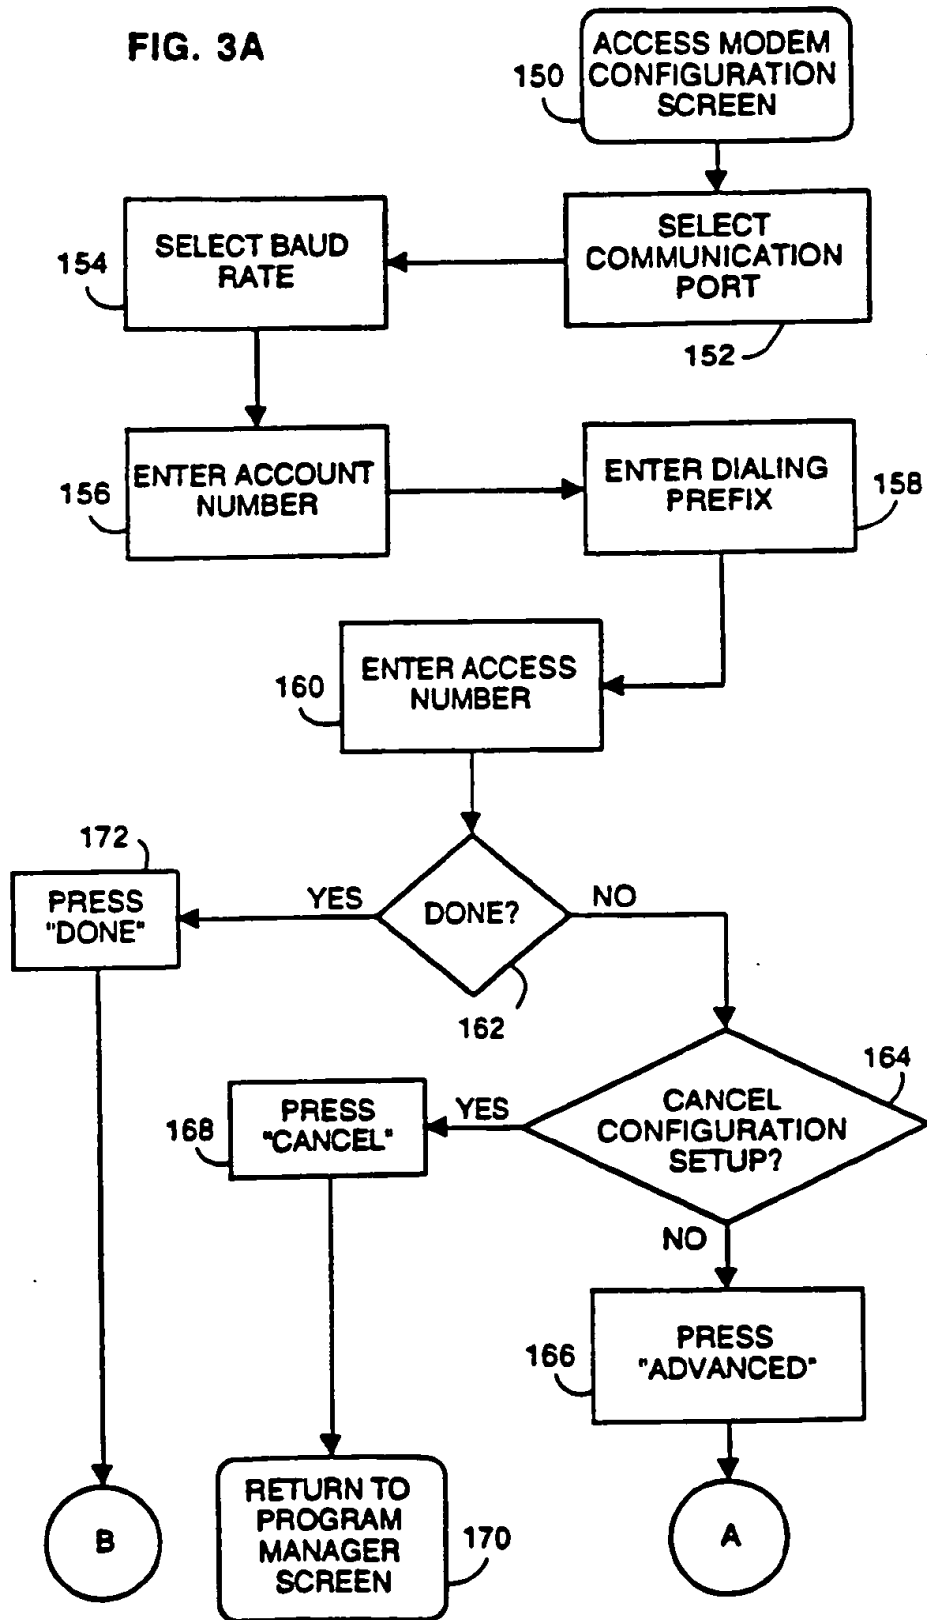 FIG. 3A
ACCESS MODEM
CONFIGURATION
SCREEN
150
SELECT
COMMUNICATION
PORT
152
SELECT BAUD
RATE
154
ENTER ACCOUNT
NUMBER
156
ENTER DIALING
PREFIX
158
ENTER ACCESS
NUMBER
160
DONE?
162
YES
NO
172
PRESS
"DONE"
164
CANCEL
CONFIGURATION
SETUP?
YES
NO
PRESS
"CANCEL"
168
PRESS
"ADVANCED"
166
B
RETURN TO
PROGRAM
MANAGER
SCREEN
170
A